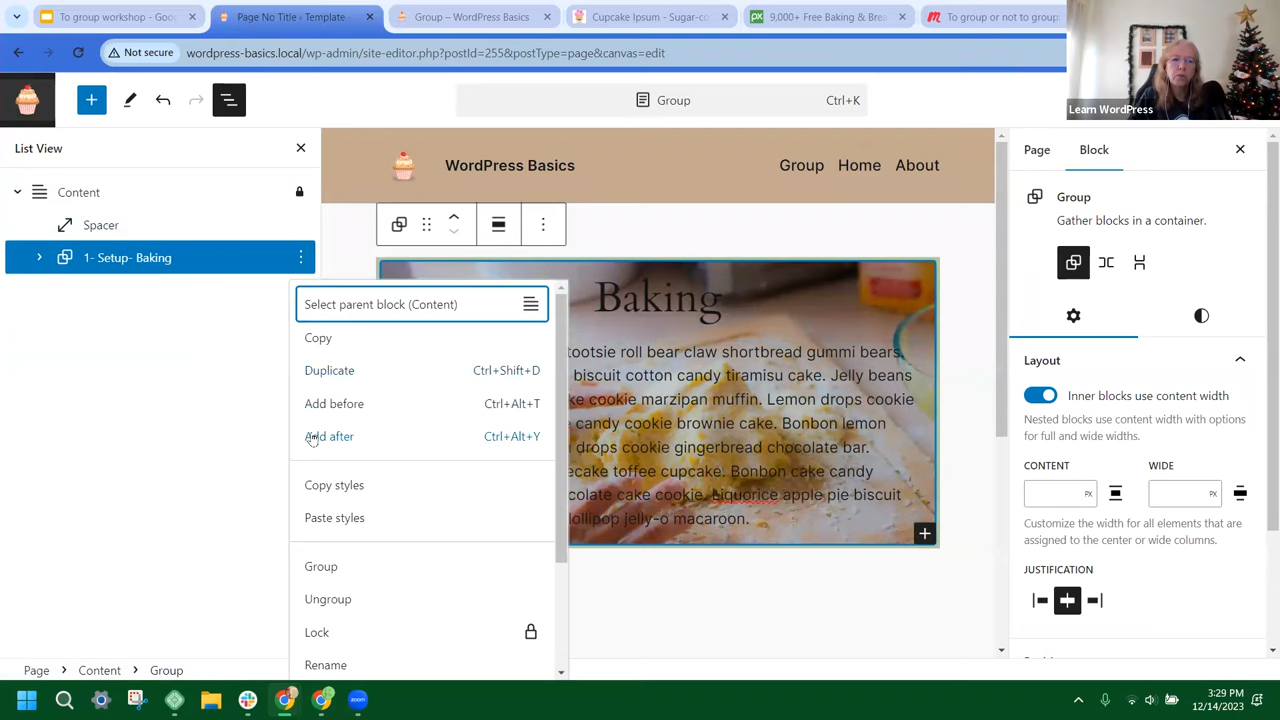 To group workshop - Goo
Page No Title ‹ Template ‹
Group – WordPress Basics
Cupcake Ipsum - Sugar-co
9,000+ Free Baking & Brea
To group or not to group:
Not secure
wordpress-basics.local/wp-admin/site-editor.php?postId=255&postType=page&canvas=edit
Learn WordPress
Group
Ctrl+K
List View
Content
Spacer
1- Setup- Baking
Select parent block (Content)
Copy
Duplicate Ctrl+Shift+D
Add before Ctrl+Alt+T
Add after Ctrl+Alt+Y
Copy styles
Paste styles
Group
Ungroup
Lock
Rename
WordPress Basics
Group Home About
Baking
tootsie roll bear claw shortbread gummi bears
biscuit cotton candy tiramisu cake. Jelly beans
ke cookie marzipan muffin. Lemon drops cookie
candy cookie brownie cake. Bonbon lemon
drops cookie gingerbread chocolate bar.
ecake toffee cupcake. Bonbon cake candy
colate cake cookie. Liquorice apple pie biscuit
lollipop jelly-o macaroon.
Page Block
Group
Gather blocks in a container.
Layout
Inner blocks use content width
Nested blocks use content width with options
for full and wide widths.
CONTENT WIDE
PX PX
Customize the width for all elements that are
assigned to the center or wide columns.
JUSTIFICATION
Page > Content > Group
zoom
3:29 PM
12/14/2023